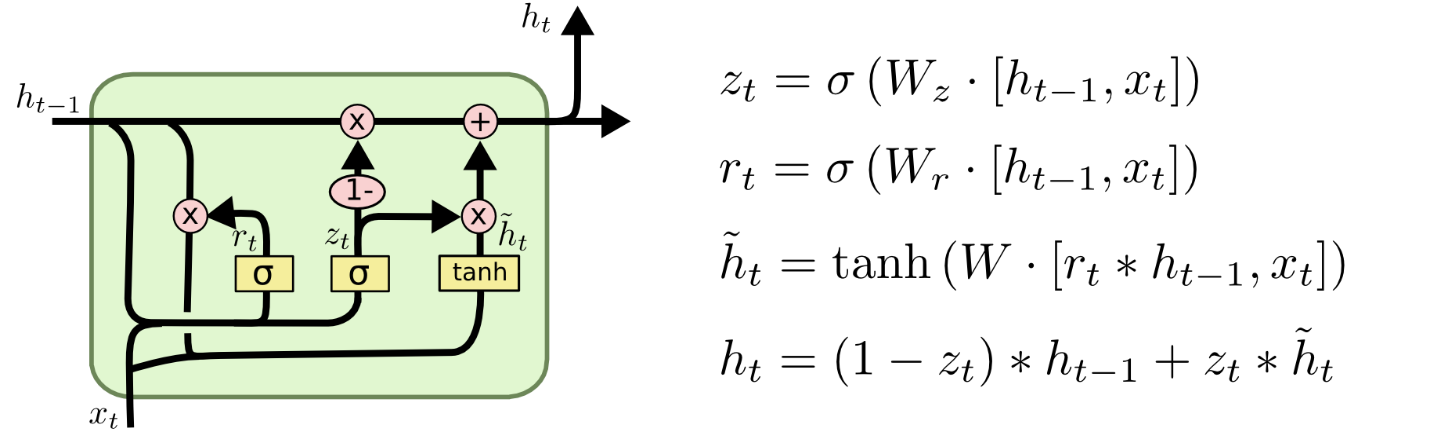 h_t
h_{t-1}
x +
1-
x x
r_t z_t h̃_t
σ σ tanh
x_t
z_t = σ (W_z · [h_{t-1}, x_t])
r_t = σ (W_r · [h_{t-1}, x_t])
h̃_t = tanh (W · [r_t * h_{t-1}, x_t])
h_t = (1 − z_t) * h_{t-1} + z_t * h̃_t